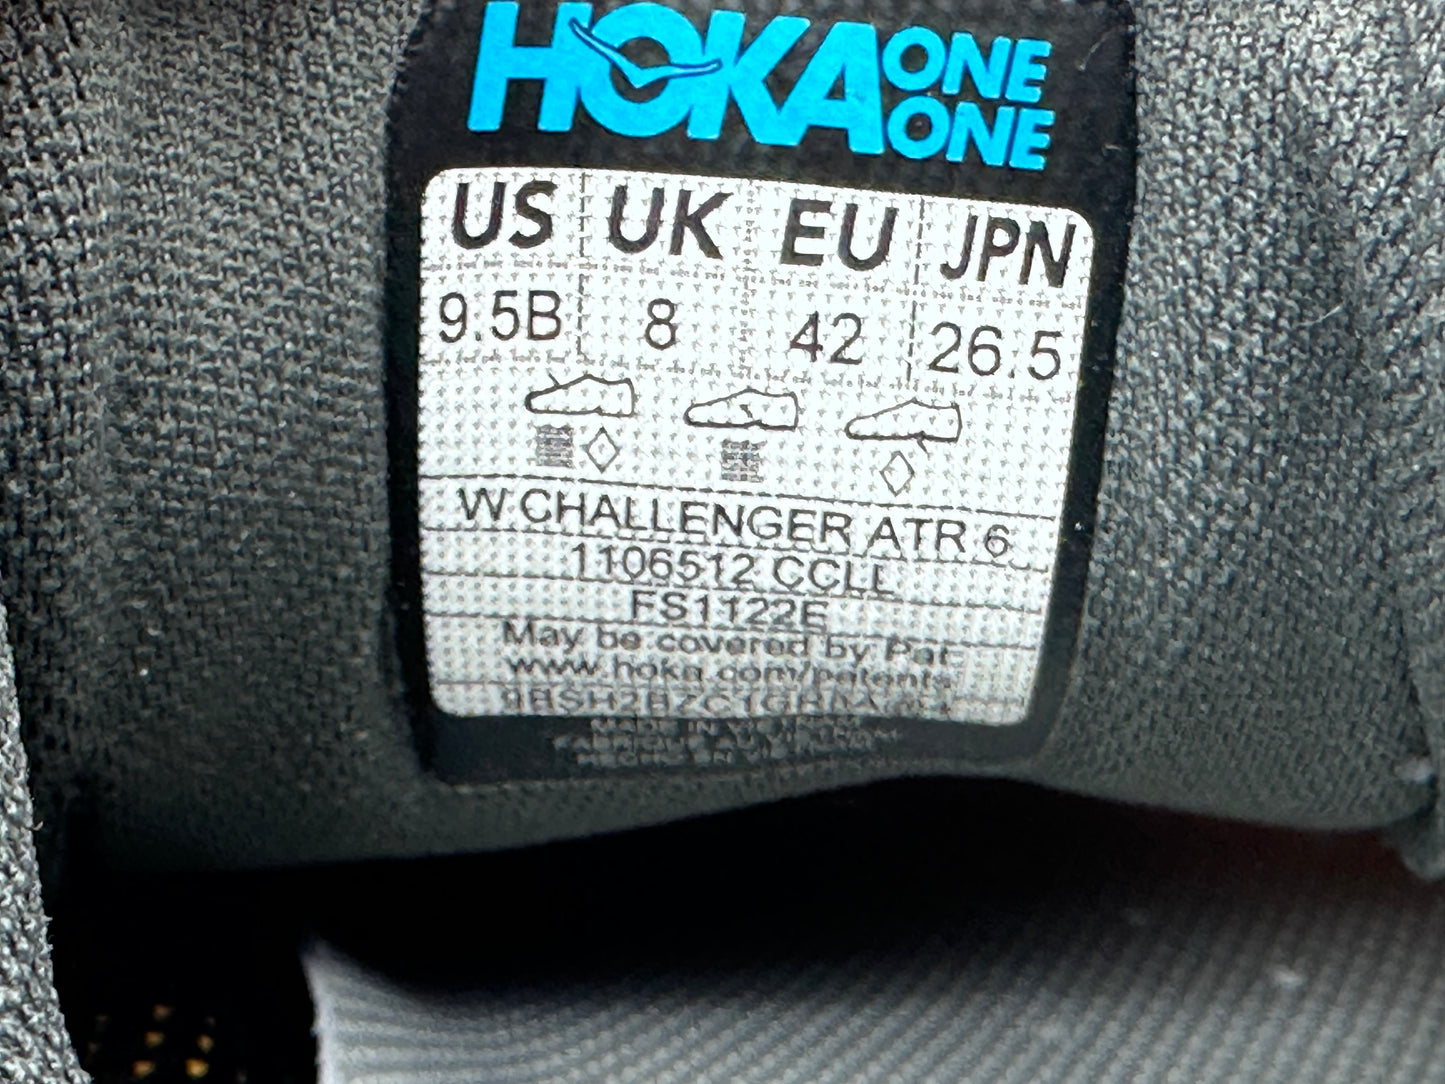 HOKA ONE ONE
US UK EU JPN
9.5B 8 42 26.5
W CHALLENGER ATR 6
1106512 CCLL
FS1122E
May be covered by Pat
www.hoka.com/patents